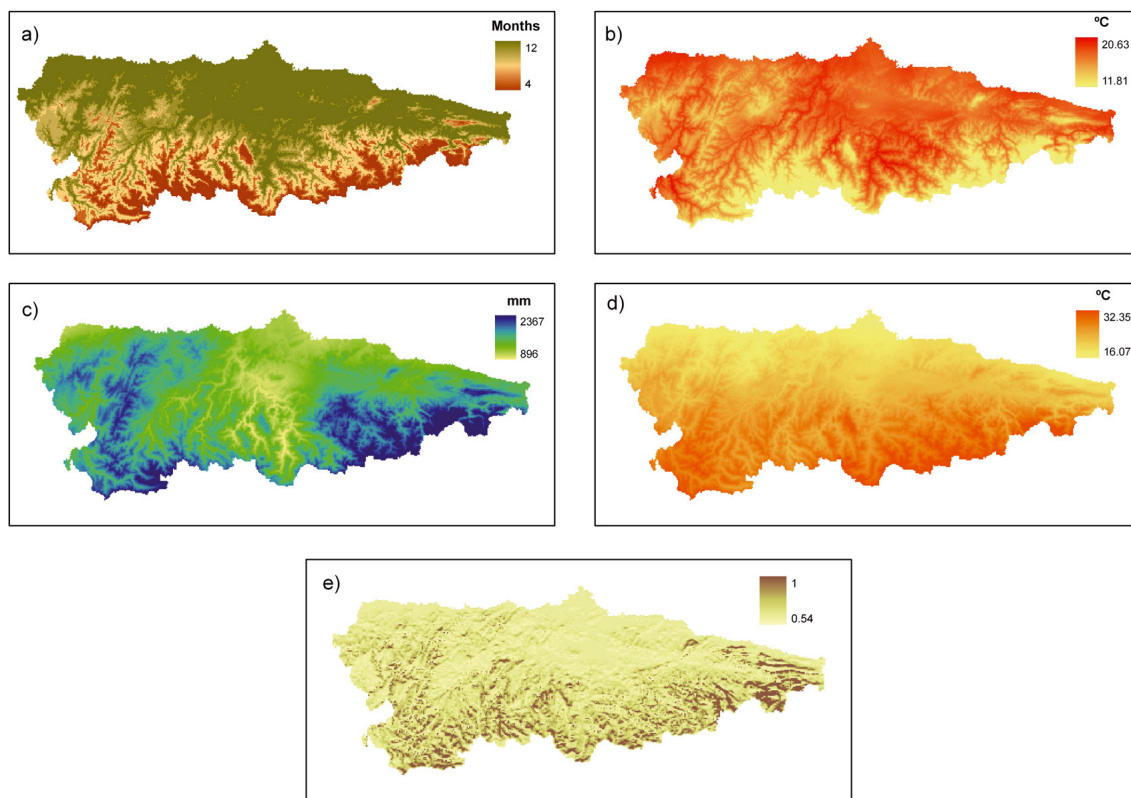 a)
Months
12
4
b)
ºC
20.63
11.81
c)
mm
2367
896
d)
ºC
32.35
16.07
e)
1
0.54